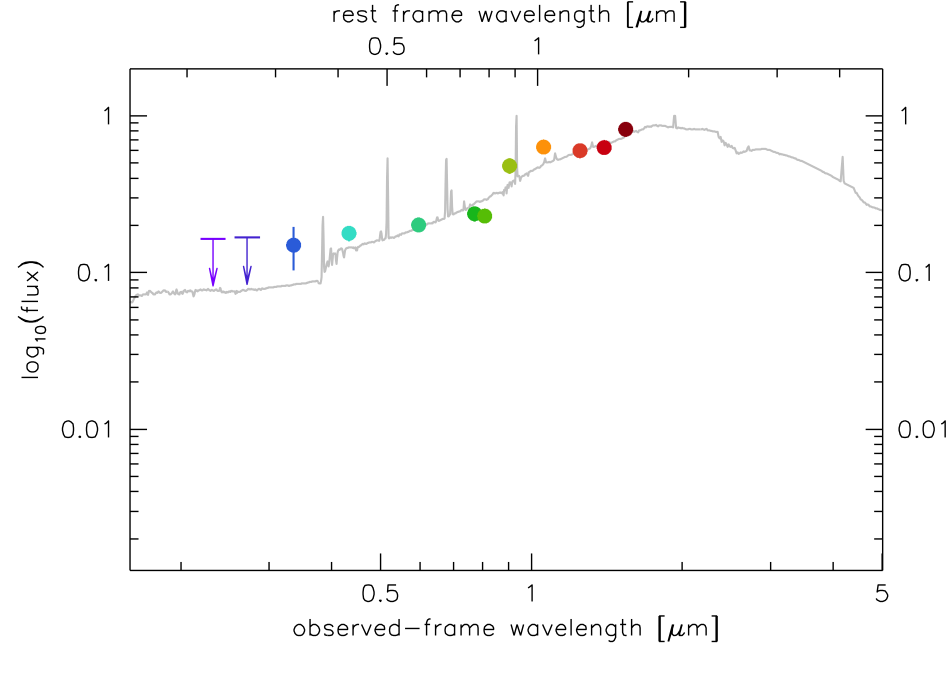 rest frame wavelength [μm]
0.5 1
1 1
0.1 0.1
0.01 0.01
log10(flux)
0.5 1 5
observed-frame wavelength [μm]